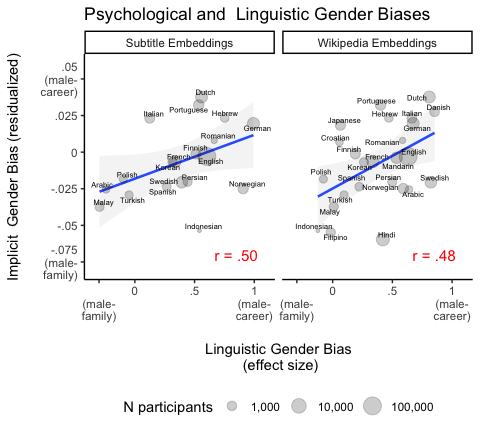 Psychological and  Linguistic Gender Biases
Subtitle Embeddings
Wikipedia Embeddings
Implicit  Gender Bias (residualized)
.05
(male-
career)
.025
0
-.025
-.05
-.075
(male-
family)
Dutch
Portuguese
Italian
Hebrew
German
Romanian
Finnish
French
English
Korean
Polish
Swedish
Persian
Arabic
Spanish
Norwegian
Turkish
Malay
Indonesian
r = .50
Dutch
Portuguese
Danish
Hebrew
Italian
Japanese
German
Croatian
Romanian
Finnish
English
French
Korean
Mandarin
Polish
Spanish
Persian
Swedish
Norwegian
Turkish
Arabic
Malay
Indonesian
Filipino
Hindi
r = .48
0
.5
1
(male-
family)
(male-
career)
0
.5
1
(male-
family)
(male-
career)
Linguistic Gender Bias
(effect size)
N participants
1,000
10,000
100,000